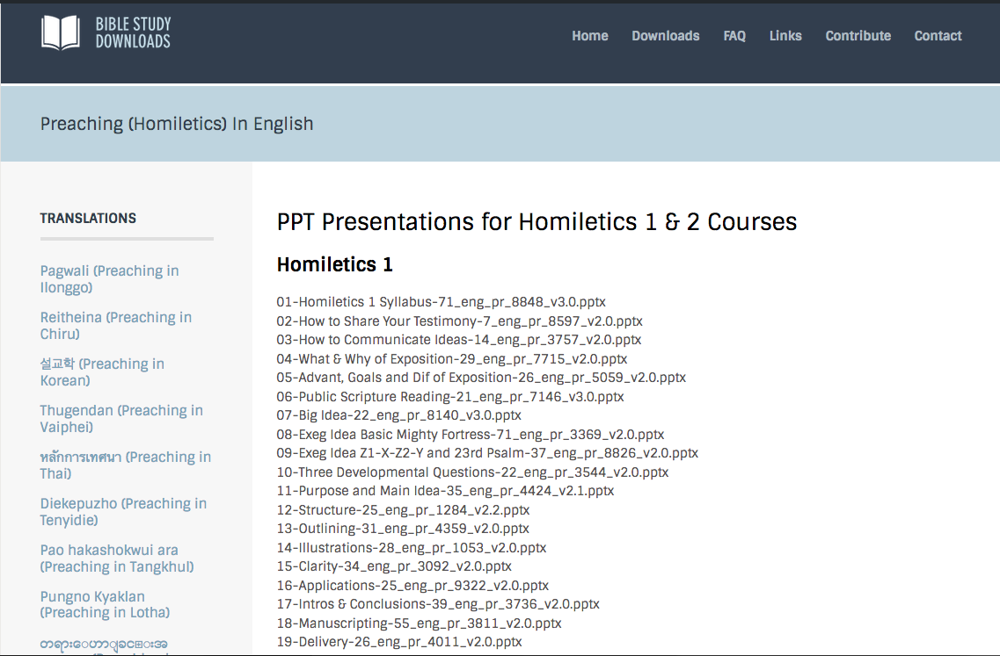 BIBLE STUDY
DOWNLOADS
Home Downloads FAQ Links Contribute Contact
Preaching (Homiletics) In English
TRANSLATIONS
Pagwali (Preaching in
Ilonggo)
Reitheina (Preaching in
Chiru)
설교학 (Preaching in
Korean)
Thugendan (Preaching in
Vaiphei)
หลักการเทศนา (Preaching in
Thai)
Diekepuzho (Preaching in
Tenyidie)
Pao hakashokwui ara
(Preaching in Tangkhul)
Pungno Kyaklan
(Preaching in Lotha)
PPT Presentations for Homiletics 1 & 2 Courses
Homiletics 1
01-Homiletics 1 Syllabus-71_eng_pr_8848_v3.0.pptx
02-How to Share Your Testimony-7_eng_pr_8597_v2.0.pptx
03-How to Communicate Ideas-14_eng_pr_3757_v2.0.pptx
04-What & Why of Exposition-29_eng_pr_7715_v2.0.pptx
05-Advant, Goals and Dif of Exposition-26_eng_pr_5059_v2.0.pptx
06-Public Scripture Reading-21_eng_pr_7146_v3.0.pptx
07-Big Idea-22_eng_pr_8140_v3.0.pptx
08-Exeg Idea Basic Mighty Fortress-71_eng_pr_3369_v2.0.pptx
09-Exeg Idea Z1-X-Z2-Y and 23rd Psalm-37_eng_pr_8826_v2.0.pptx
10-Three Developmental Questions-22_eng_pr_3544_v2.0.pptx
11-Purpose and Main Idea-35_eng_pr_4424_v2.1.pptx
12-Structure-25_eng_pr_1284_v2.2.pptx
13-Outlining-31_eng_pr_4359_v2.0.pptx
14-Illustrations-28_eng_pr_1053_v2.0.pptx
15-Clarity-34_eng_pr_3092_v2.0.pptx
16-Applications-25_eng_pr_9322_v2.0.pptx
17-Intros & Conclusions-39_eng_pr_3736_v2.0.pptx
18-Manuscripting-55_eng_pr_3811_v2.0.pptx
19-Delivery-26_eng_pr_4011_v2.0.pptx